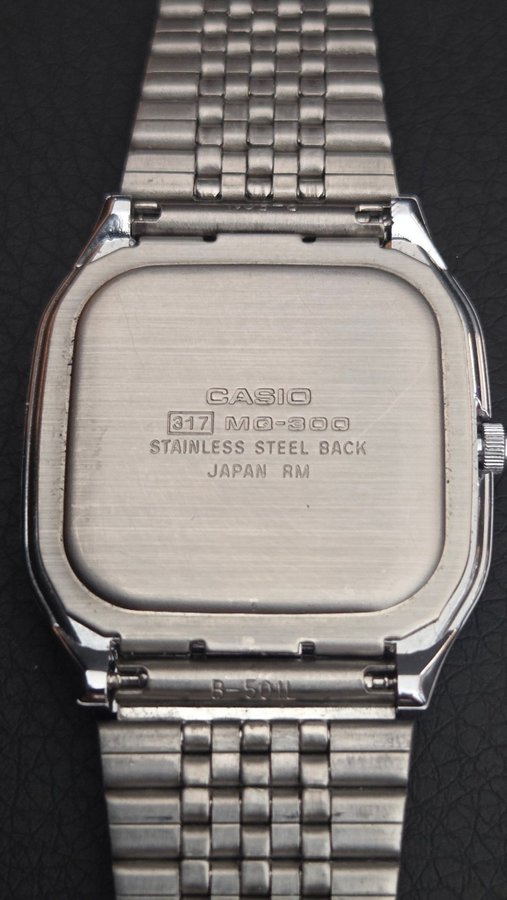 CASIO
317 MQ-300
STAINLESS STEEL BACK
JAPAN RM
B-501L